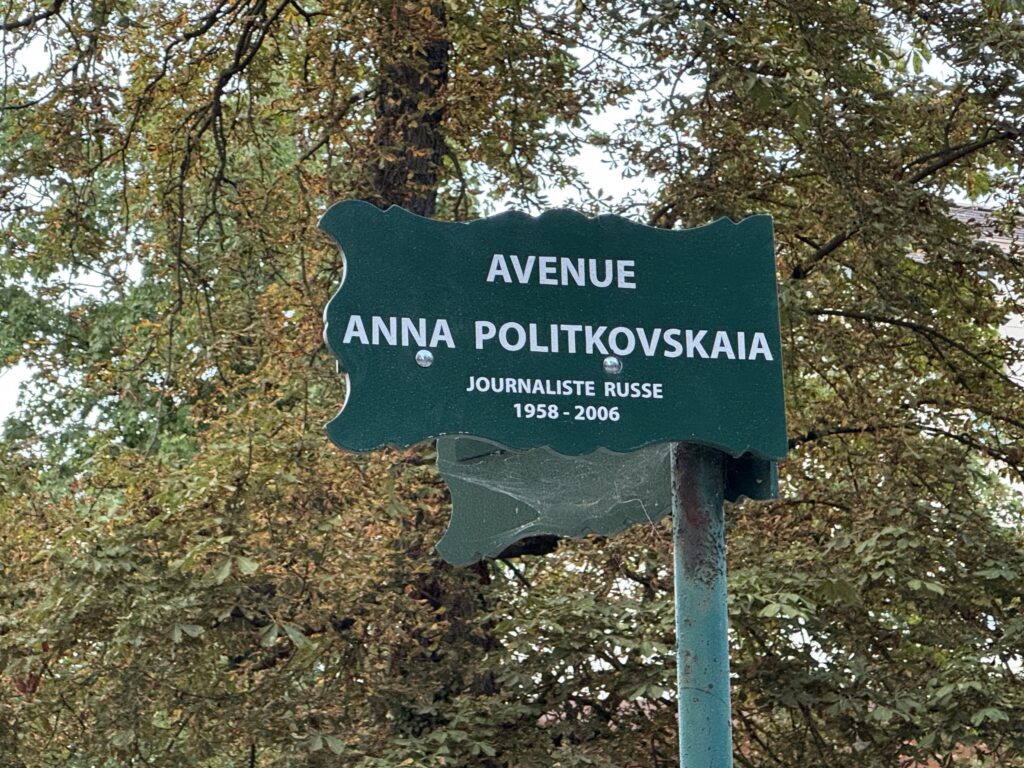 AVENUE
ANNA POLITKOVSKAIA
JOURNALISTE RUSSE
1958 - 2006